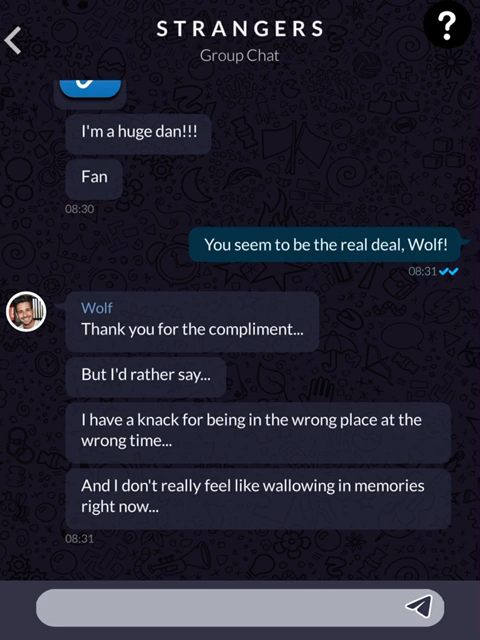 STRANGERS
?
Group Chat
I'm a huge dan!!!
Fan
08:30
You seem to be the real deal, Wolf!
08:31
Wolf
Thank you for the compliment...
But I'd rather say...
I have a knack for being in the wrong place at the
wrong time...
And I don't really feel like wallowing in memories
right now...
08:31